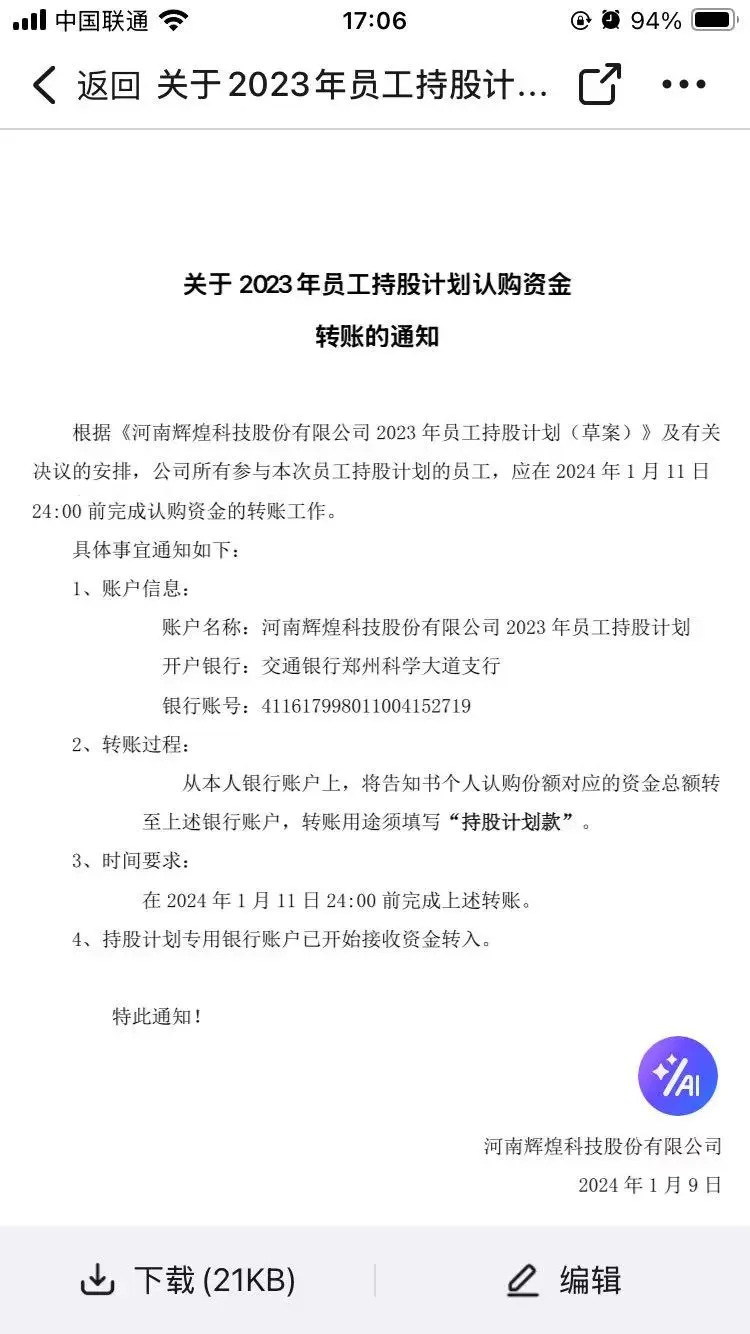 中国联通
17:06
94%
返回 关于2023年员工持股计...
关于 2023 年员工持股计划认购资金
转账的通知
根据《河南辉煌科技股份有限公司 2023 年员工持股计划（草案）》及有关
决议的安排，公司所有参与本次员工持股计划的员工，应在 2024 年 1 月 11 日
24:00 前完成认购资金的转账工作。
具体事宜通知如下：
1、账户信息：
账户名称：河南辉煌科技股份有限公司 2023 年员工持股计划
开户银行：交通银行郑州科学大道支行
银行账号：411617998011004152719
2、转账过程：
从本人银行账户上，将告知书个人认购份额对应的资金总额转
至上述银行账户，转账用途须填写“持股计划款”。
3、时间要求：
在 2024 年 1 月 11 日 24:00 前完成上述转账。
4、持股计划专用银行账户已开始接收资金转入。
特此通知！
AI
河南辉煌科技股份有限公司
2024 年 1 月 9 日
下载 (21KB)
编辑